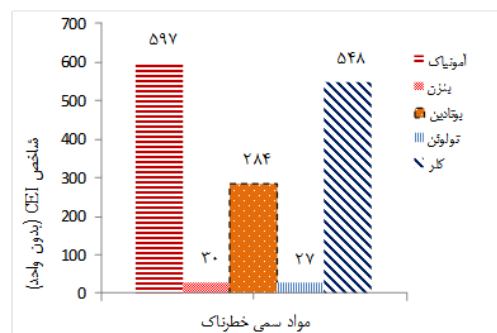 700
600
500
400
300
200
100
0
شاخص CEI (بدون واحد)
۵۹۷
۳۰
۲۸۴
۲۷
۵۴۸
آمونیاک
بنزن
بوتادین
تولوئن
کلر
مواد سمی خطرناک